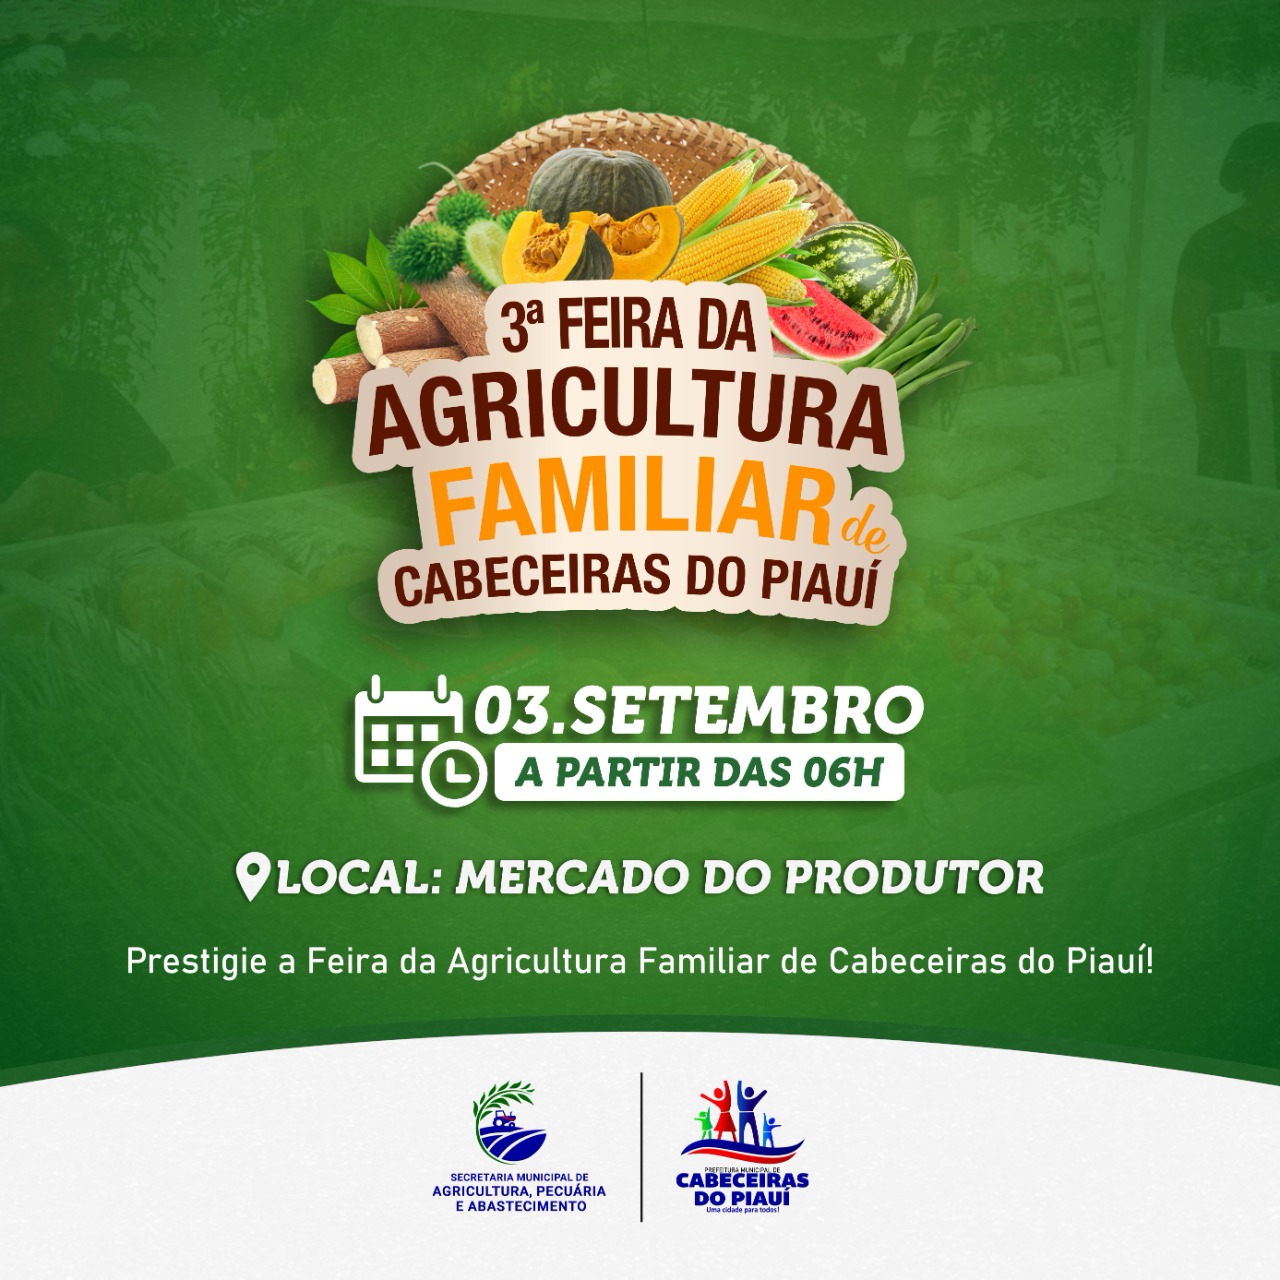 3ª FEIRA DA
AGRICULTURA
FAMILIAR de
CABECEIRAS DO PIAUÍ
03.SETEMBRO
A PARTIR DAS 06H
LOCAL: MERCADO DO PRODUTOR
Prestigie a Feira da Agricultura Familiar de Cabeceiras do Piauí!
SECRETARIA MUNICIPAL DE
AGRICULTURA, PECUÁRIA
E ABASTECIMENTO
PREFEITURA MUNICIPAL DE
CABECEIRAS
DO PIAUÍ
Uma cidade para todos!